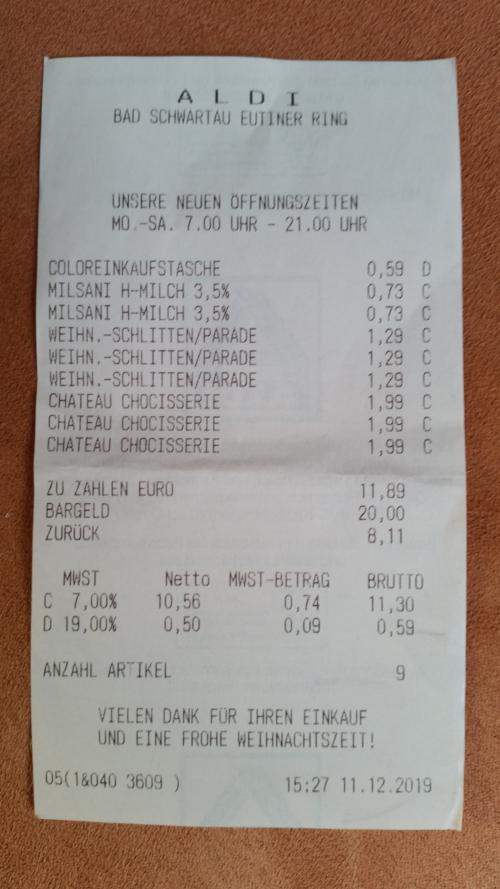 ALDI
BAD SCHWARTAU EUTINER RING
UNSERE NEUEN ÖFFNUNGSZEITEN
MO.-SA. 7.00 UHR - 21.00 UHR
COLOREINKAUFSTASCHE 0,59 D
MILSANI H-MILCH 3,5% 0,73 C
MILSANI H-MILCH 3,5% 0,73 C
WEIHN.-SCHLITTEN/PARADE 1,29 C
WEIHN.-SCHLITTEN/PARADE 1,29 C
WEIHN.-SCHLITTEN/PARADE 1,29 C
CHATEAU CHOCISSERIE 1,99 C
CHATEAU CHOCISSERIE 1,99 C
CHATEAU CHOCISSERIE 1,99 C
ZU ZAHLEN EURO 11,89
BARGELD 20,00
ZURÜCK 8,11
MWST Netto MWST-BETRAG BRUTTO
C 7,00% 10,56 0,74 11,30
D 19,00% 0,50 0,09 0,59
ANZAHL ARTIKEL 9
VIELEN DANK FÜR IHREN EINKAUF
UND EINE FROHE WEIHNACHTSZEIT!
05(1&040 3609 ) 15:27 11.12.2019